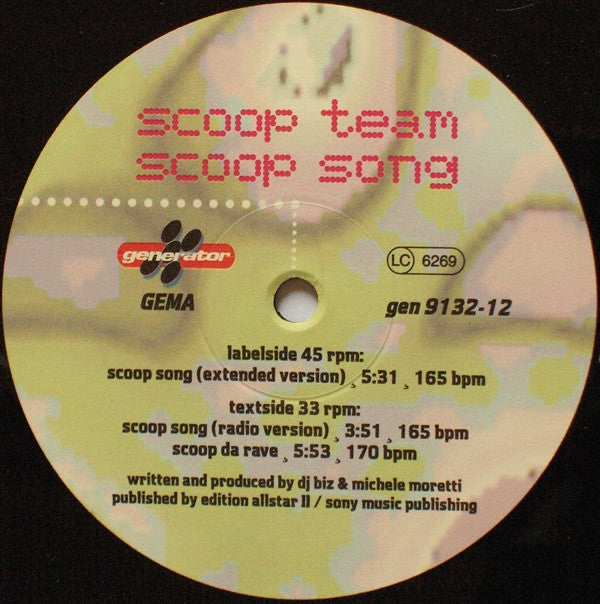 scoop team
scoop song
generator
GEMA
LC 6269
gen 9132-12
labelside 45 rpm:
scoop song (extended version) ¸ 5:31 ¸ 165 bpm
textside 33 rpm:
scoop song (radio version) ¸ 3:51 ¸ 165 bpm
scoop da rave ¸ 5:53 ¸ 170 bpm
written and produced by dj biz & michele moretti
published by edition allstar II / sony music publishing